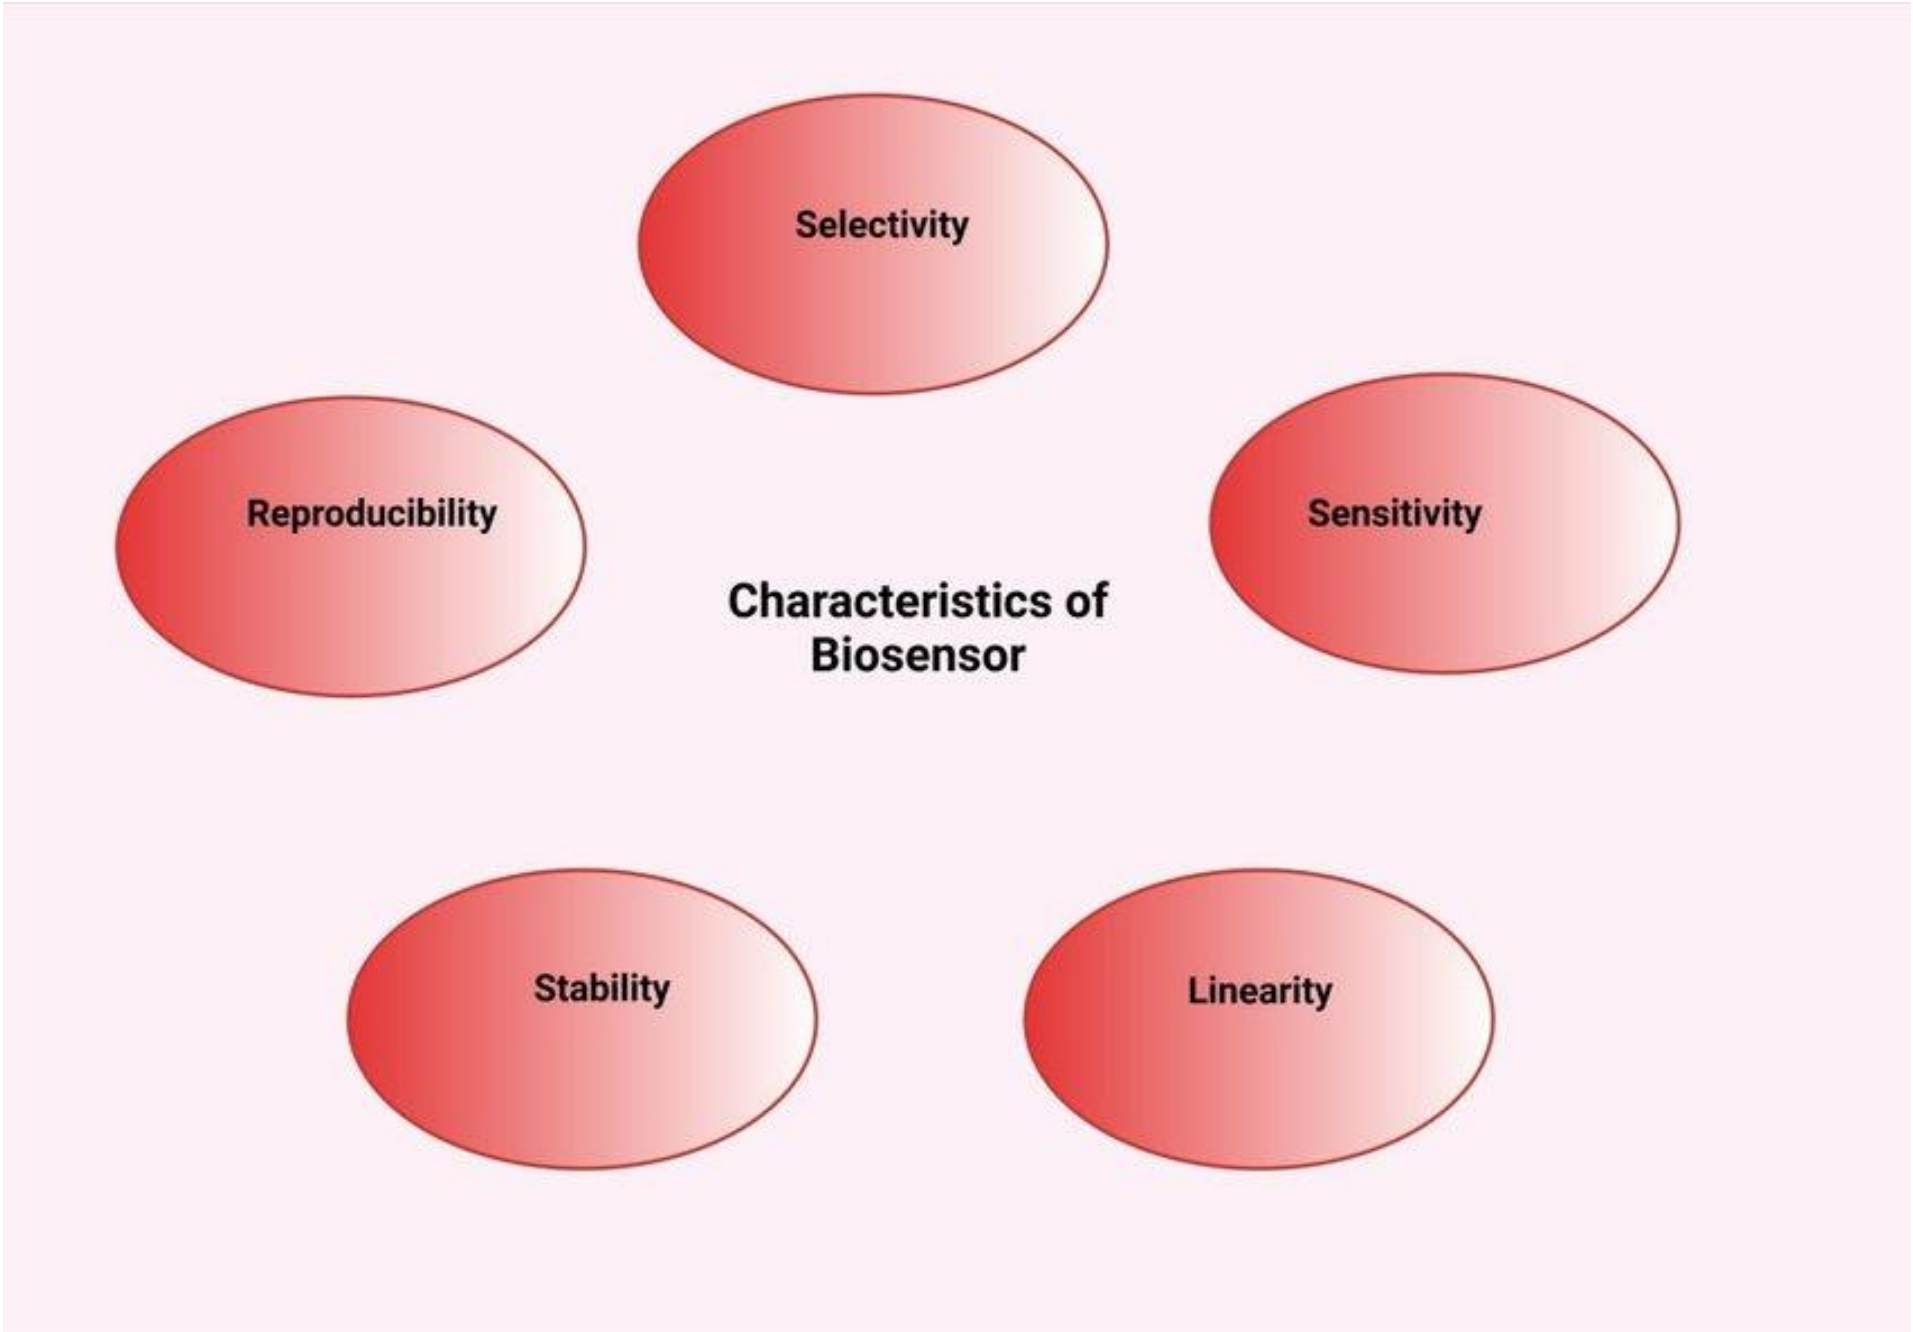 Selectivity
Reproducibility
Sensitivity
Characteristics of
Biosensor
Stability
Linearity